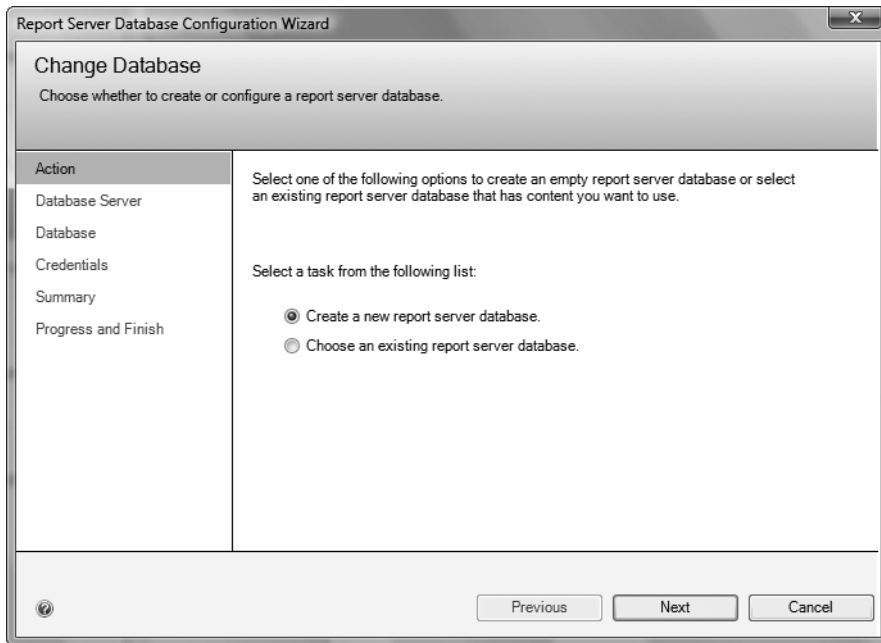 Report Server Database Configuration Wizard
Change Database
Choose whether to create or configure a report server database.
Action
Database Server
Database
Credentials
Summary
Progress and Finish
Select one of the following options to create an empty report server database or select
an existing report server database that has content you want to use.
Select a task from the following list:
Create a new report server database.
Choose an existing report server database.
Previous
Next
Cancel